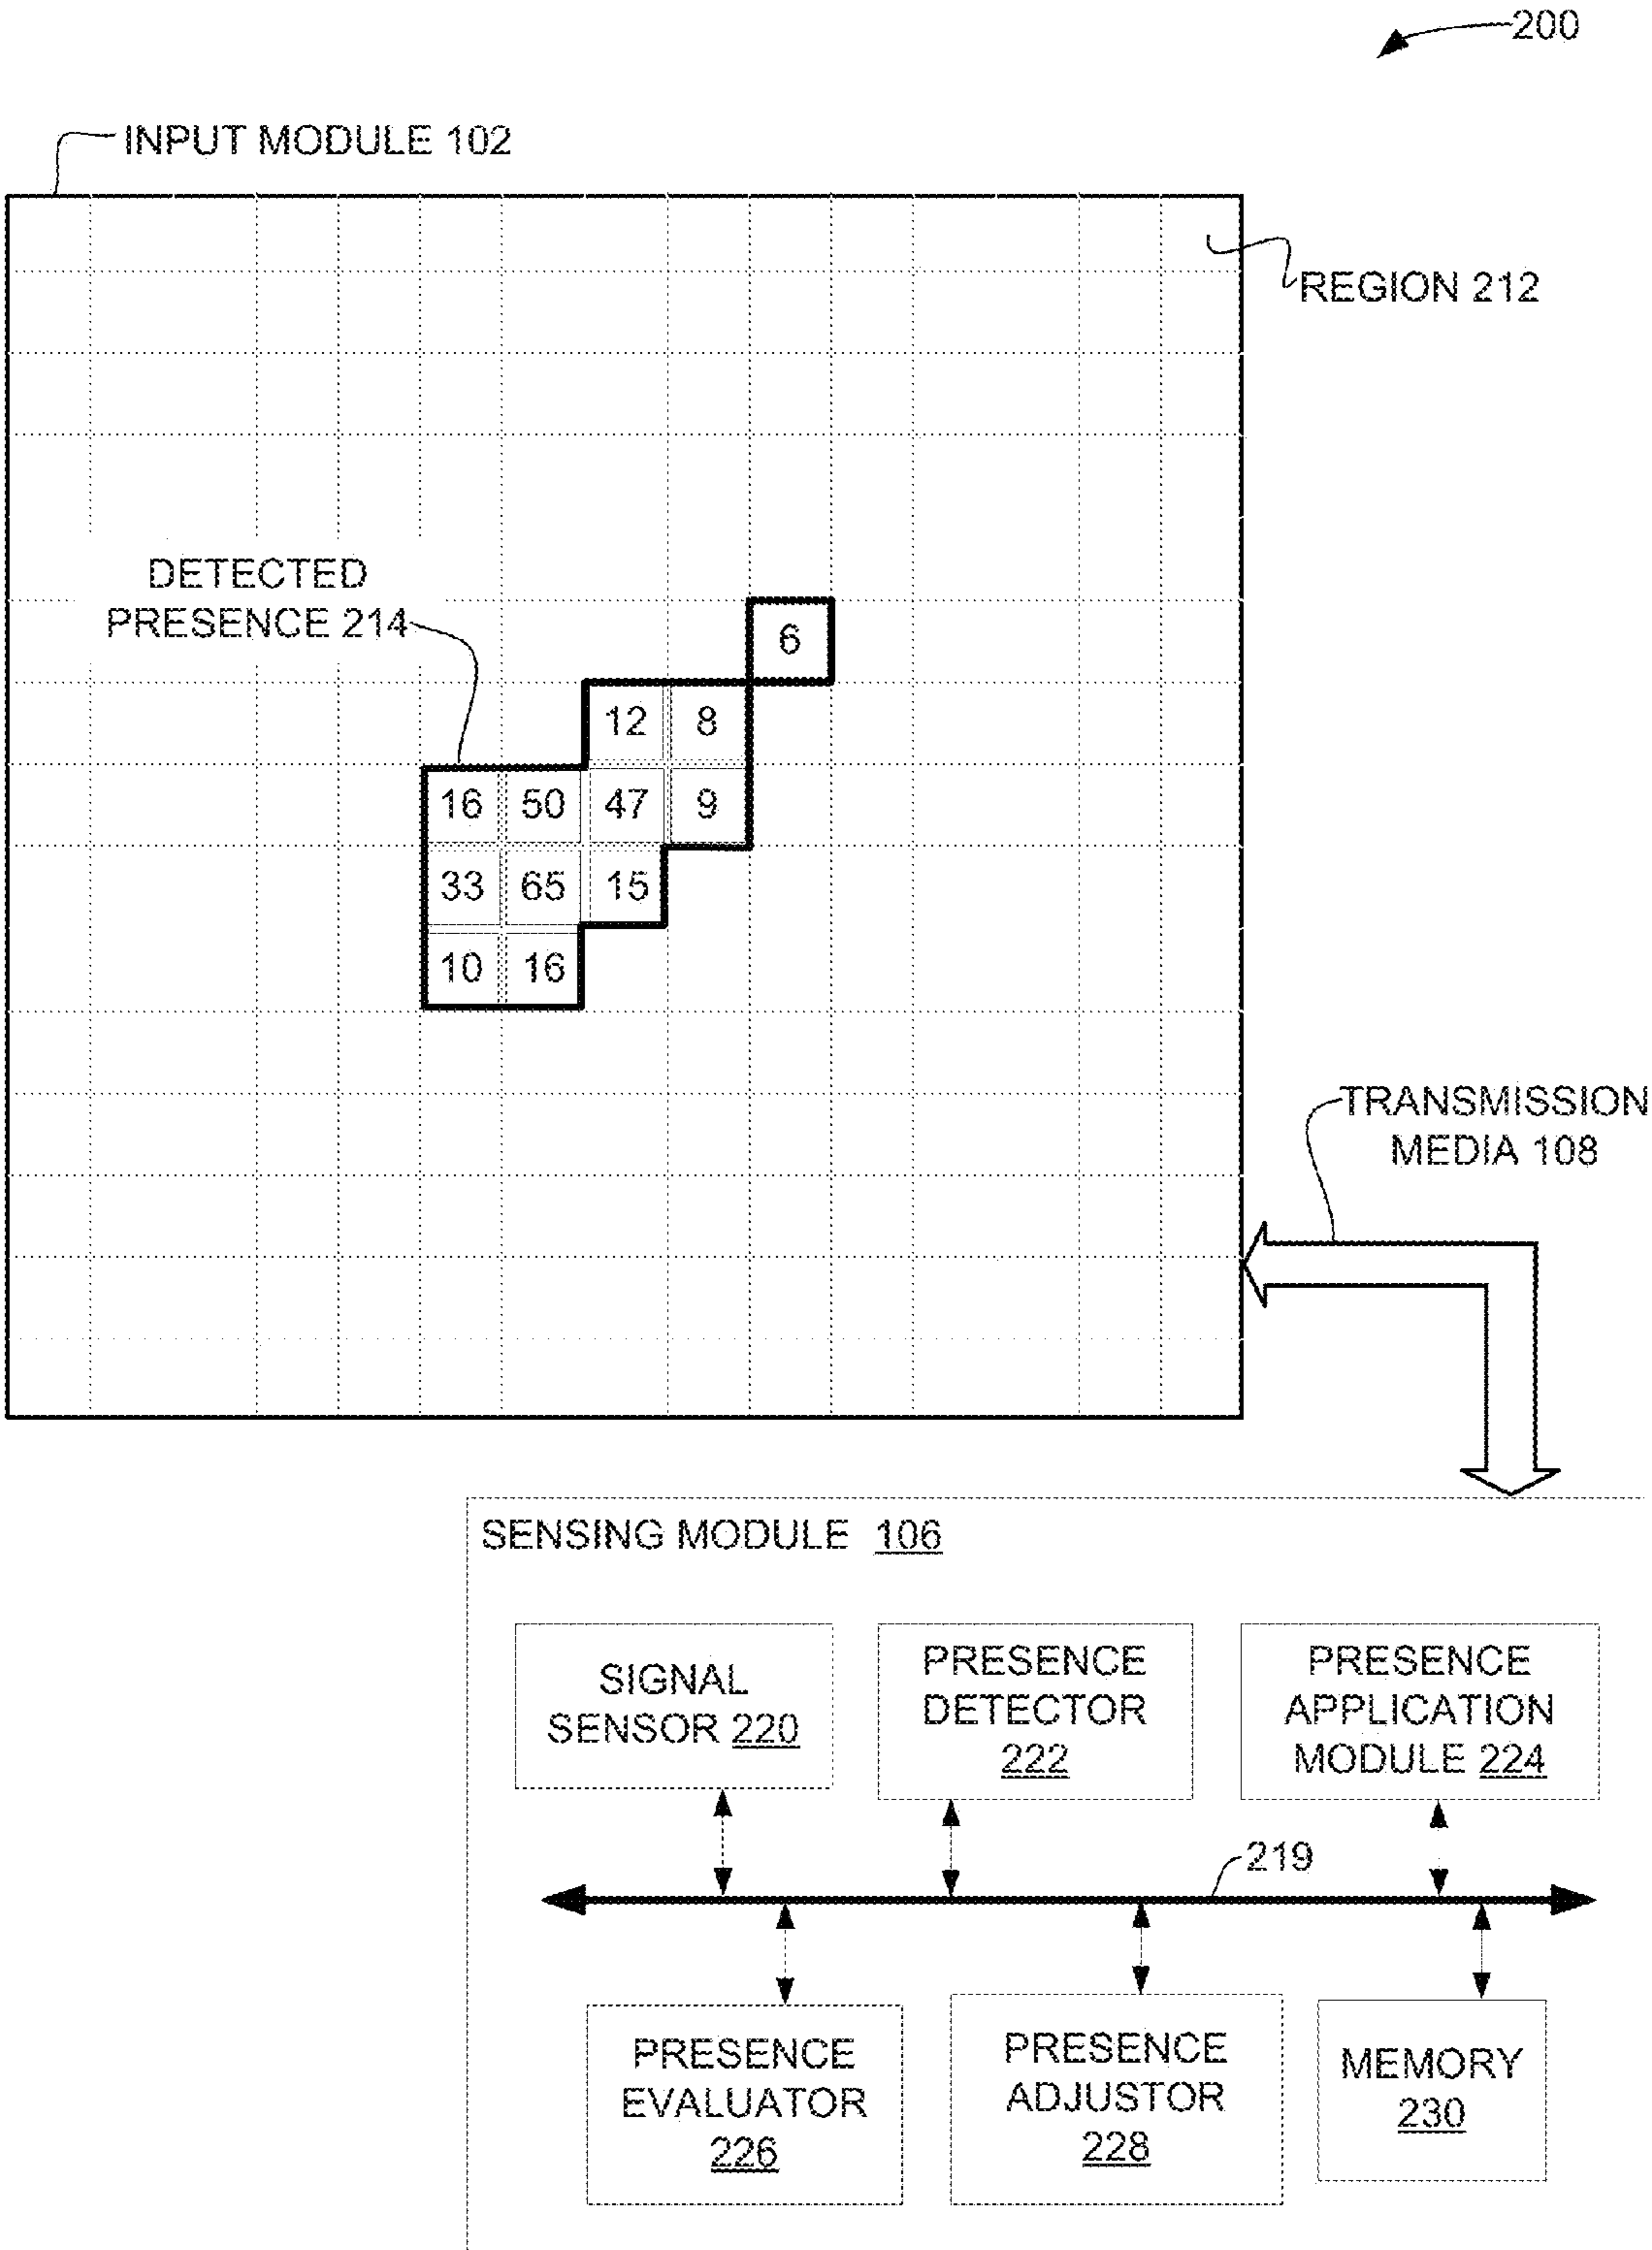 200
INPUT MODULE 102
REGION 212
DETECTED
PRESENCE 214
6
12 8
16 50 47 9
33 65 15
10 16
TRANSMISSION
MEDIA 108
SENSING MODULE 106
SIGNAL
SENSOR 220
PRESENCE
DETECTOR
222
PRESENCE
APPLICATION
MODULE 224
219
PRESENCE
EVALUATOR
226
PRESENCE
ADJUSTOR
228
MEMORY
230